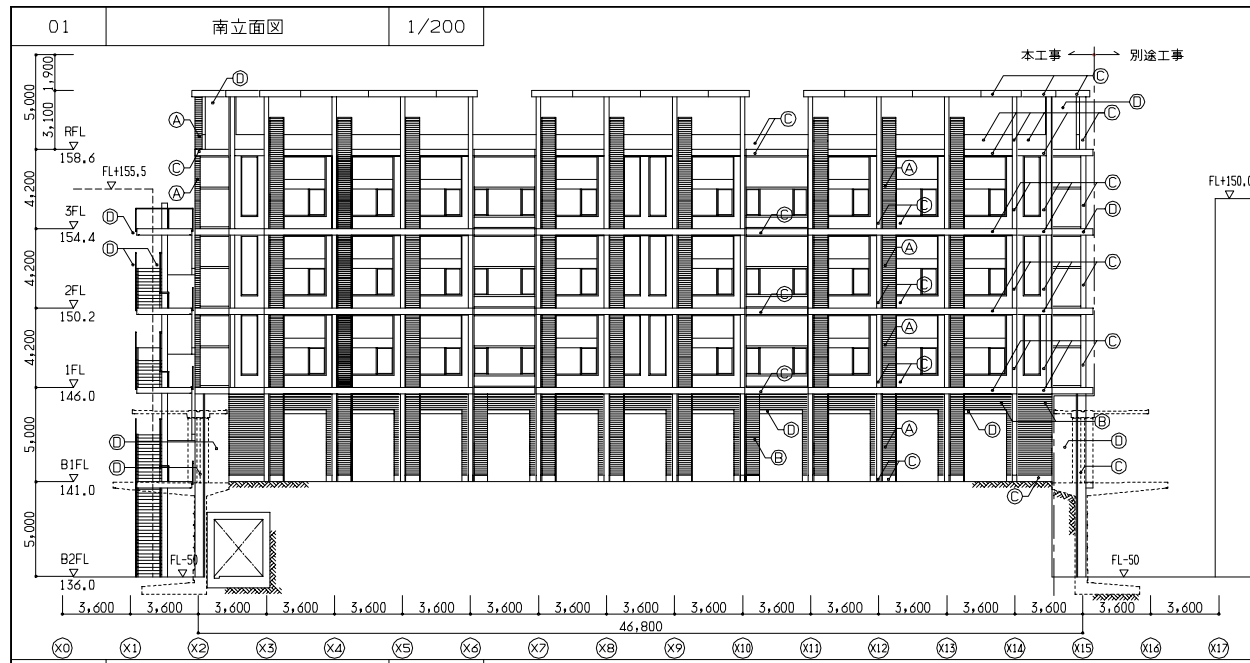 01 南立面図 1/200
本工事 別途工事
5,000 3,100 1,900
Ⓓ Ⓒ Ⓓ
Ⓐ Ⓒ Ⓒ
RFL
158.6
Ⓒ
FL+155.5 Ⓐ Ⓐ Ⓒ FL+150.0
4,200
3FL Ⓓ Ⓒ Ⓒ Ⓓ
154.4
Ⓓ Ⓐ
4,200 Ⓒ Ⓒ
2FL Ⓒ
150.2
Ⓐ
4,200 Ⓒ Ⓒ
1FL Ⓒ
146.0
Ⓓ Ⓐ Ⓓ Ⓑ
5,000 Ⓓ Ⓑ Ⓓ
B1FL Ⓓ Ⓒ Ⓒ
141.0 Ⓒ
5,000
B2FL FL-50 FL-50
136.0
3,600 3,600 3,600 3,600 3,600 3,600 3,600 3,600 3,600 3,600 3,600 3,600 3,600 3,600 3,600 3,600 3,600
46,800
X0 X1 X2 X3 X4 X5 X6 X7 X8 X9 X10 X11 X12 X13 X14 X15 X16 X17